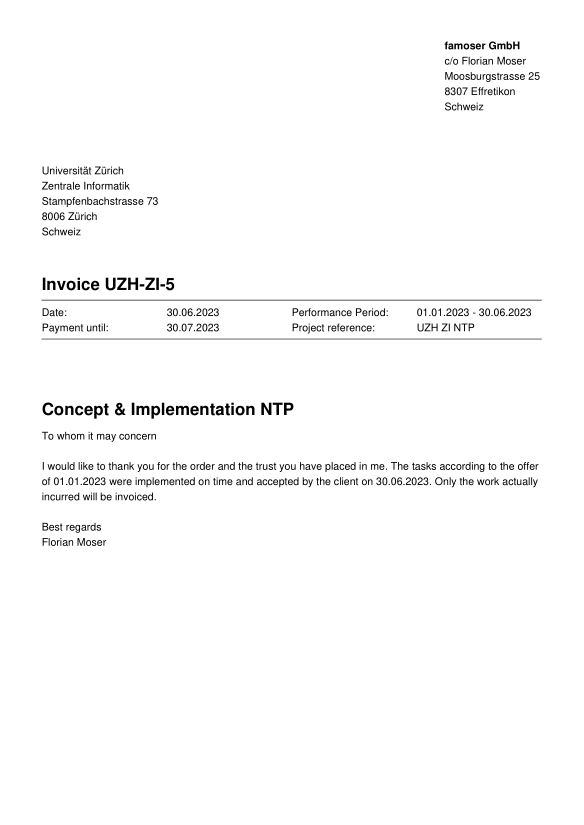 famoser GmbH
c/o Florian Moser
Moosburgstrasse 25
8307 Effretikon
Schweiz
Universität Zürich
Zentrale Informatik
Stampfenbachstrasse 73
8006 Zürich
Schweiz
Invoice UZH-ZI-5
Date: 30.06.2023 Performance Period: 01.01.2023 - 30.06.2023
Payment until: 30.07.2023 Project reference: UZH ZI NTP
Concept & Implementation NTP
To whom it may concern
I would like to thank you for the order and the trust you have placed in me. The tasks according to the offer
of 01.01.2023 were implemented on time and accepted by the client on 30.06.2023. Only the work actually
incurred will be invoiced.
Best regards
Florian Moser